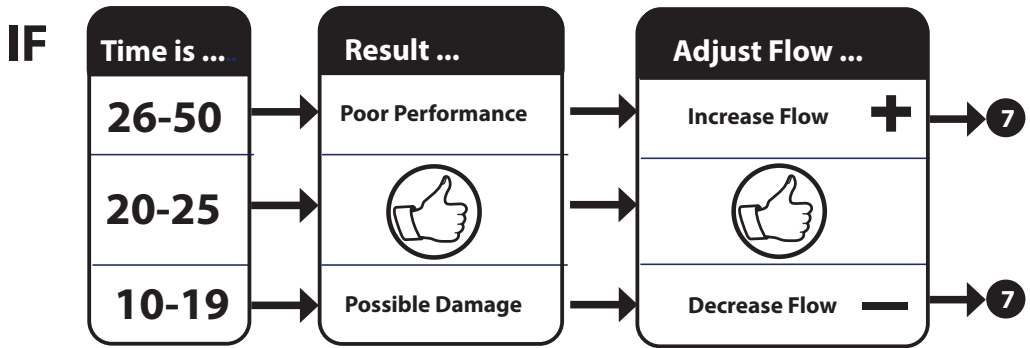 IF
Time is ...
Result ...
Adjust Flow ...
26-50
Poor Performance
Increase Flow +
7
20-25
10-19
Possible Damage
Decrease Flow —
7